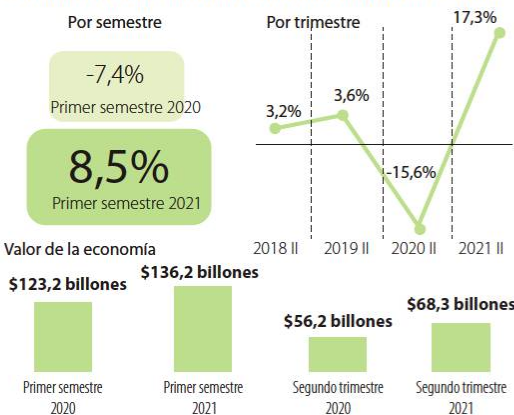 Por semestre
-7,4%
Primer semestre 2020
8,5%
Primer semestre 2021
Por trimestre
3,2%
3,6%
-15,6%
17,3%
2018 II
2019 II
2020 II
2021 II
Valor de la economía
$123,2 billones
$136,2 billones
$56,2 billones
$68,3 billones
Primer semestre
2020
Primer semestre
2021
Segundo trimestre
2020
Segundo trimestre
2021